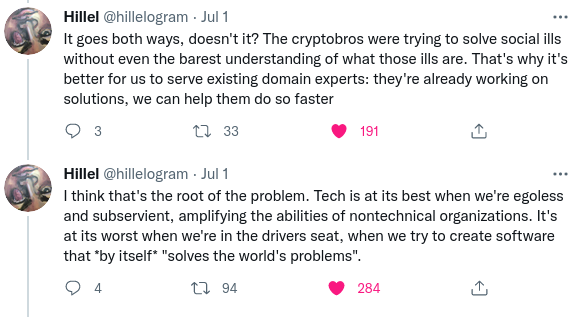 Hillel @hillelogram · Jul 1
It goes both ways, doesn't it? The cryptobros were trying to solve social ills
without even the barest understanding of what those ills are. That's why it's
better for us to serve existing domain experts: they're already working on
solutions, we can help them do so faster
3 33 191
Hillel @hillelogram · Jul 1
I think that's the root of the problem. Tech is at its best when we're egoless
and subservient, amplifying the abilities of nontechnical organizations. It's
at its worst when we're in the drivers seat, when we try to create software
that *by itself* "solves the world's problems".
4 94 284